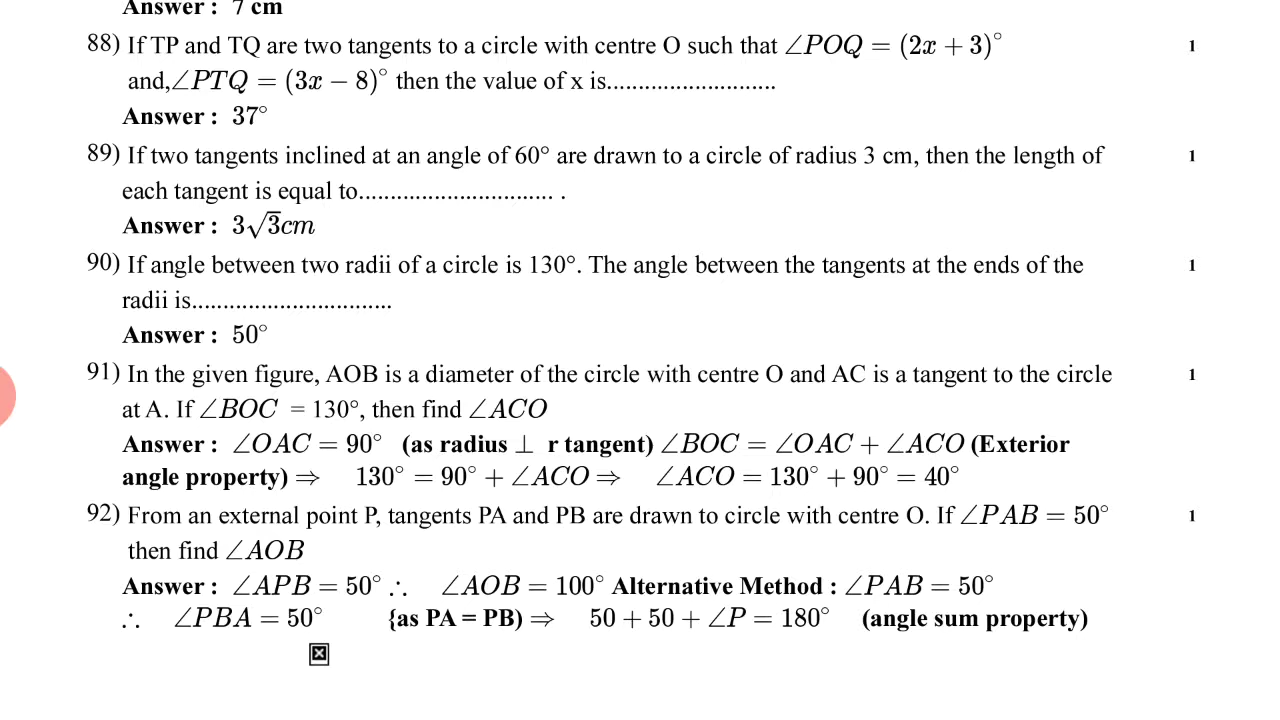 Answer : 7 cm
88) If TP and TQ are two tangents to a circle with centre O such that ∠POQ = (2x + 3)° 1
and,∠PTQ = (3x − 8)° then the value of x is...........................
Answer : 37°
89) If two tangents inclined at an angle of 60° are drawn to a circle of radius 3 cm, then the length of 1
each tangent is equal to............................... .
Answer : 3√3cm
90) If angle between two radii of a circle is 130°. The angle between the tangents at the ends of the 1
radii is................................
Answer : 50°
91) In the given figure, AOB is a diameter of the circle with centre O and AC is a tangent to the circle 1
at A. If ∠BOC = 130°, then find ∠ACO
Answer : ∠OAC = 90° (as radius ⊥ r tangent) ∠BOC = ∠OAC + ∠ACO (Exterior
angle property) ⇒ 130° = 90° + ∠ACO ⇒ ∠ACO = 130° + 90° = 40°
92) From an external point P, tangents PA and PB are drawn to circle with centre O. If ∠PAB = 50° 1
then find ∠AOB
Answer : ∠APB = 50° ∴ ∠AOB = 100° Alternative Method : ∠PAB = 50°
∴ ∠PBA = 50° {as PA = PB) ⇒ 50 + 50 + ∠P = 180° (angle sum property)